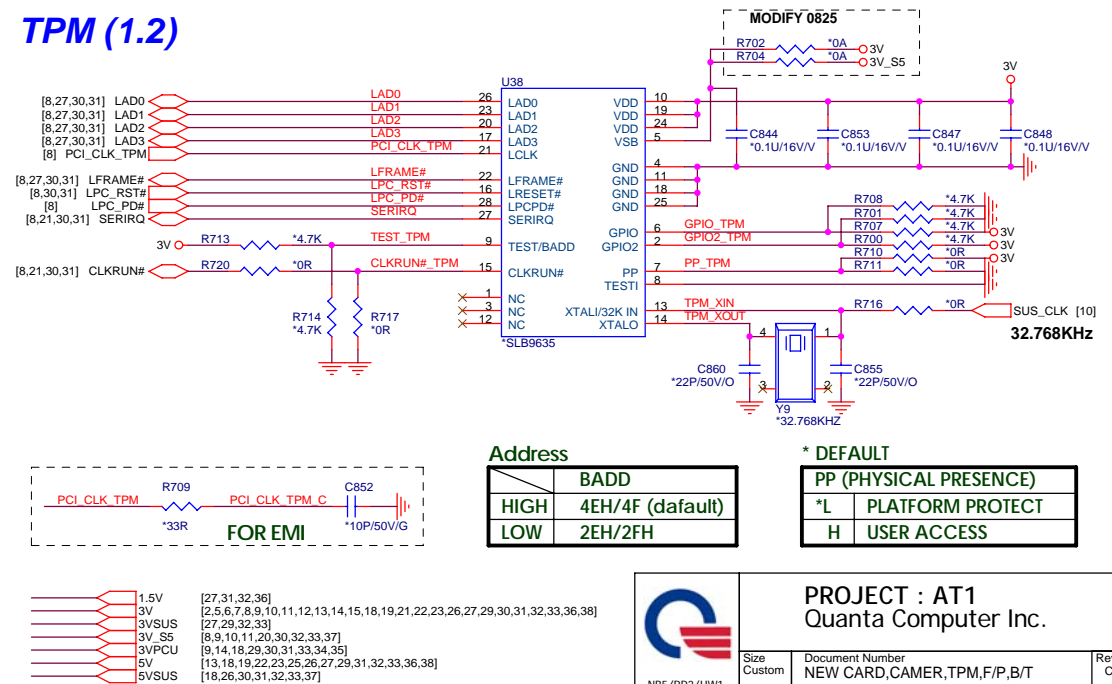 TPM (1.2)
MODIFY 0825
R702 *0A 3V
R704 *0A 3V_S5
3V
U38
[8,27,30,31] LAD0 LAD0 26 LAD0 VDD 10
[8,27,30,31] LAD1 LAD1 23 LAD1 VDD 19
[8,27,30,31] LAD2 LAD2 20 LAD2 VDD 24
[8,27,30,31] LAD3 LAD3 17 LAD3 VSB 5
[8] PCI_CLK_TPM PCI_CLK_TPM 21 LCLK
C844 C853 C847 C848
*0.1U/16V/V *0.1U/16V/V *0.1U/16V/V *0.1U/16V/V
GND 4
GND 11
GND 18
GND 25
[8,27,30,31] LFRAME# LFRAME# 22 LFRAME#
[8,30,31] LPC_RST# LPC_RST# 16 LRESET#
[8] LPC_PD# LPC_PD# 28 LPCPD#
[8,21,30,31] SERIRQ SERIRQ 27 SERIRQ
R708 *4.7K
R701 *4.7K
GPIO 6 GPIO_TPM R707 *4.7K 3V
GPIO2 2 GPIO2_TPM R700 *4.7K 3V
R710 *0R 3V
PP 7 PP_TPM R711 *0R
TESTI 8
3V R713 *4.7K TEST_TPM 9 TEST/BADD
[8,21,30,31] CLKRUN# R720 *0R CLKRUN#_TPM 15 CLKRUN#
1 NC
3 NC
12 NC
XTALI/32K IN 13 TPM_XIN R716 *0R SUS_CLK [10]
XTALO 14 TPM_XOUT
32.768KHz
R714 *4.7K
R717 *0R
*SLB9635
4 1
3 2
C860 *22P/50V/O
C855 *22P/50V/O
Y9
*32.768KHZ
PCI_CLK_TPM R709 *33R PCI_CLK_TPM_C C852 *10P/50V/G
FOR EMI
Address
BADD
HIGH 4EH/4F (dafault)
LOW 2EH/2FH
* DEFAULT
PP (PHYSICAL PRESENCE)
*L PLATFORM PROTECT
H USER ACCESS
1.5V [27,31,32,36]
3V [2,5,6,7,8,9,10,11,12,13,14,15,18,19,21,22,23,26,27,29,30,31,32,33,36,38]
3VSUS [27,29,32,33]
3V_S5 [8,9,10,11,20,30,32,33,37]
3VPCU [9,14,18,29,30,31,33,34,35]
5V [13,18,19,22,23,25,26,27,29,31,32,33,36,38]
5VSUS [18,26,30,31,32,33,37]
PROJECT : AT1
Quanta Computer Inc.
Size Custom
Document Number
NEW CARD,CAMER,TPM,F/P,B/T